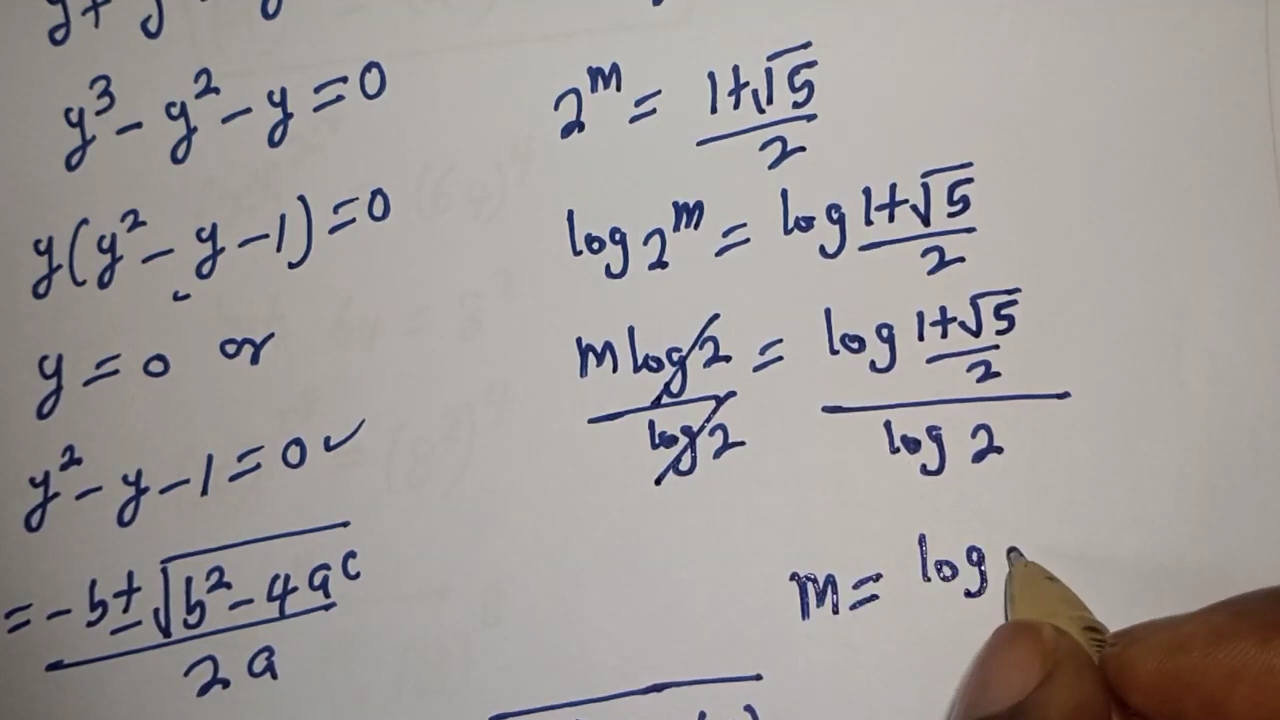 y³ - y² - y = 0
y(y² - y - 1) = 0
y = 0 or
y² - y - 1 = 0 ✓
= -b ± √(b² - 4ac)
2a
2^m = (1+√5)/2
log 2^m = log (1+√5)/2
m log 2 / log 2 = log (1+√5)/2 / log 2
m = log